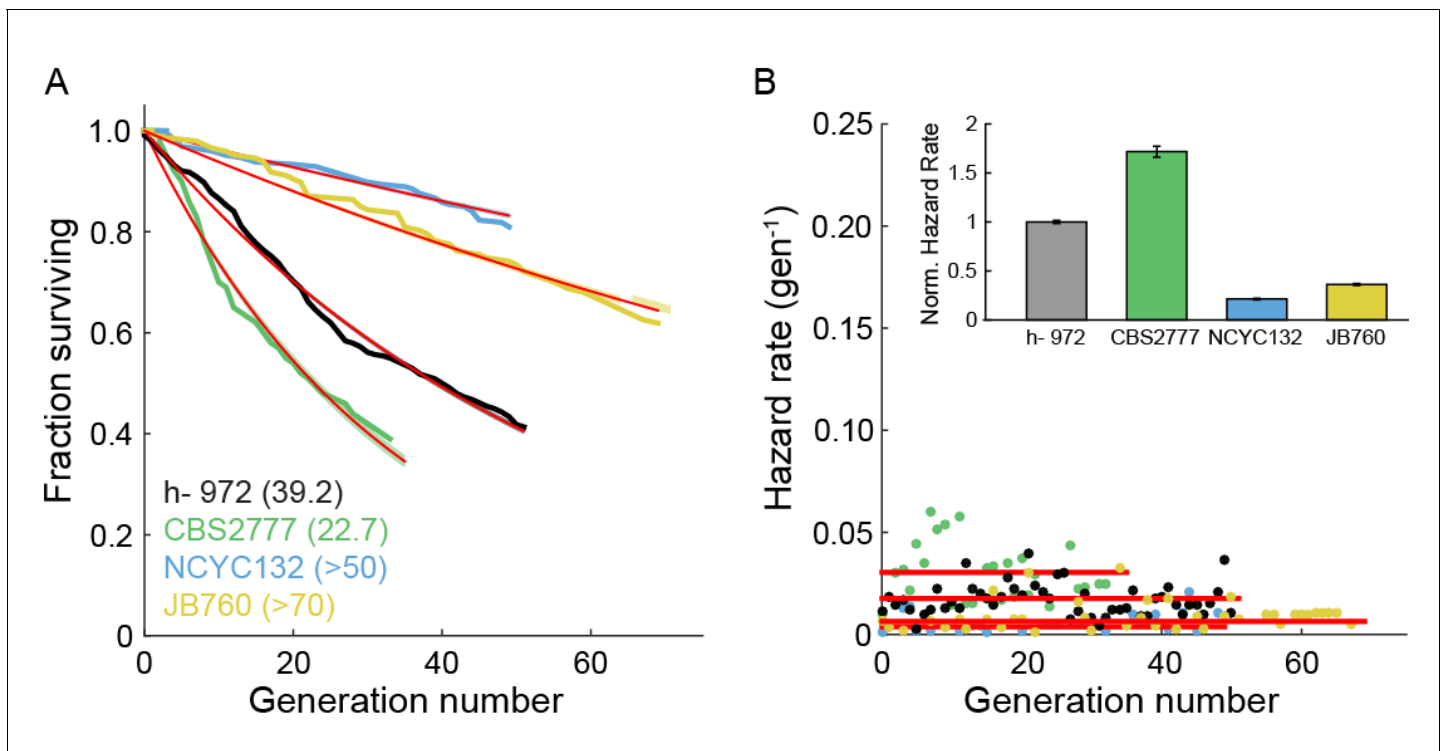 A
1.0
0.8
0.6
0.4
0.2
0
Fraction surviving
h- 972 (39.2)
CBS2777 (22.7)
NCYC132 (>50)
JB760 (>70)
0 20 40 60
Generation number
B
0.25
0.20
0.15
0.10
0.05
0
Hazard rate (gen⁻¹)
2
1.5
1
0.5
0
Norm. Hazard Rate
h- 972 CBS2777 NCYC132 JB760
0 20 40 60
Generation number